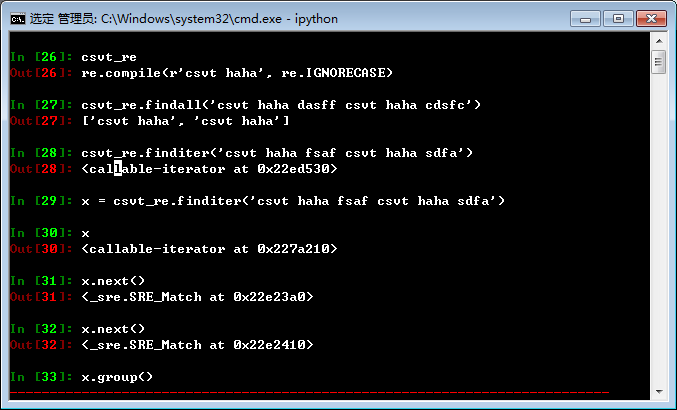 选定 管理员: C:\Windows\system32\cmd.exe - ipython
In [26]: csvt_re
Out[26]: re.compile(r'csvt haha', re.IGNORECASE)
In [27]: csvt_re.findall('csvt haha dasff csvt haha cdsfc')
Out[27]: ['csvt haha', 'csvt haha']
In [28]: csvt_re.finditer('csvt haha fsaf csvt haha sdfa')
Out[28]: <callable-iterator at 0x22ed530>
In [29]: x = csvt_re.finditer('csvt haha fsaf csvt haha sdfa')
In [30]: x
Out[30]: <callable-iterator at 0x227a210>
In [31]: x.next()
Out[31]: <_sre.SRE_Match at 0x22e23a0>
In [32]: x.next()
Out[32]: <_sre.SRE_Match at 0x22e2410>
In [33]: x.group()